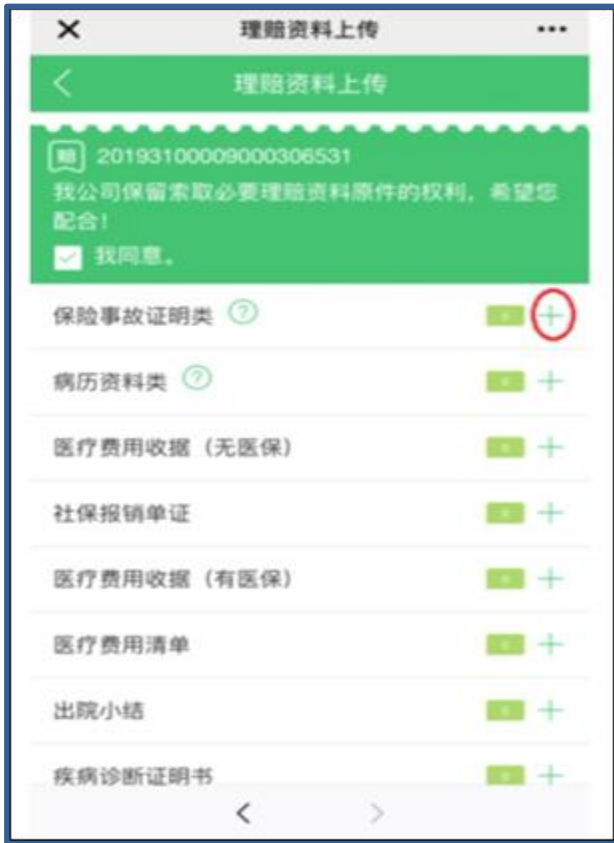 理赔资料上传
理赔资料上传
赔 20193100009000306531
我公司保留索取必要理赔资料原件的权利，希望您
配合！
我同意。
保险事故证明类 ?
病历资料类 ?
医疗费用收据（无医保）
社保报销单证
医疗费用收据（有医保）
医疗费用清单
出院小结
疾病诊断证明书